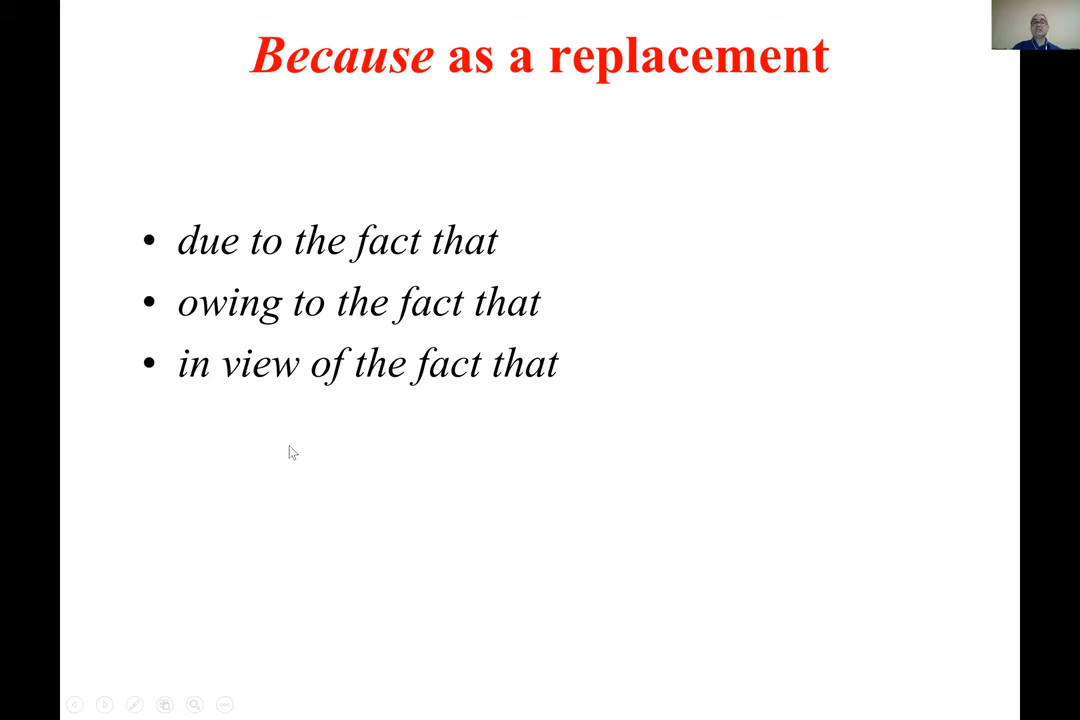 Because as a replacement
• due to the fact that
• owing to the fact that
• in view of the fact that